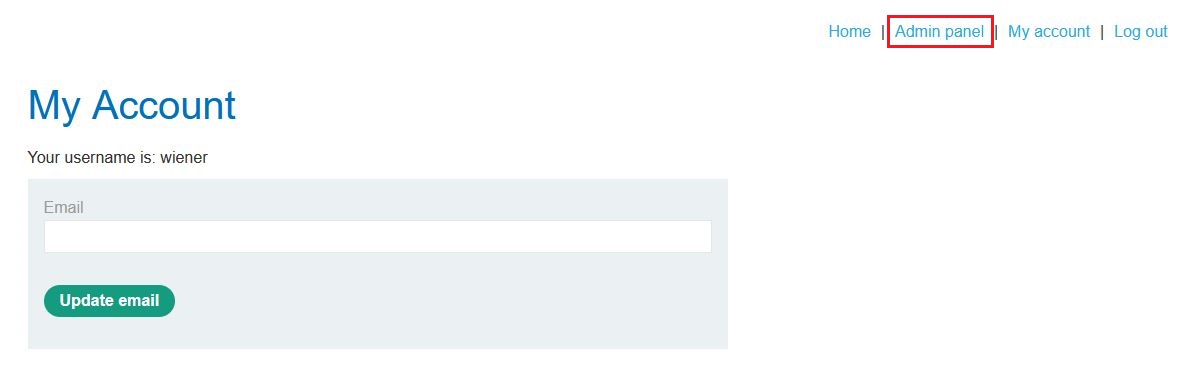 Home | Admin panel | My account | Log out
My Account
Your username is: wiener
Email
Update email